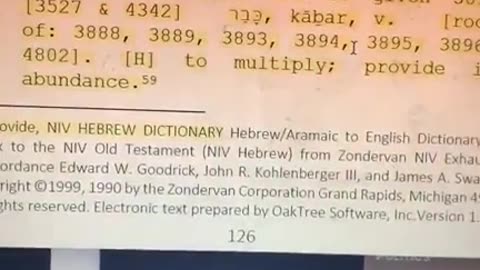 [3527 & 4342] כָּבַר, kāḇar, v. [roo
of: 3888, 3889, 3893, 3894, 3895, 3896
4802]. [H] to multiply; provide i
abundance.⁵⁹
ovide, NIV HEBREW DICTIONARY Hebrew/Aramaic to English Dictionary
x to the NIV Old Testament (NIV Hebrew) from Zondervan NIV Exhau
ordance Edward W. Goodrick, John R. Kohlenberger III, and James A. Swa
right ©1999, 1990 by the Zondervan Corporation Grand Rapids, Michigan 4
ghts reserved. Electronic text prepared by OakTree Software, Inc.Version 1.
126